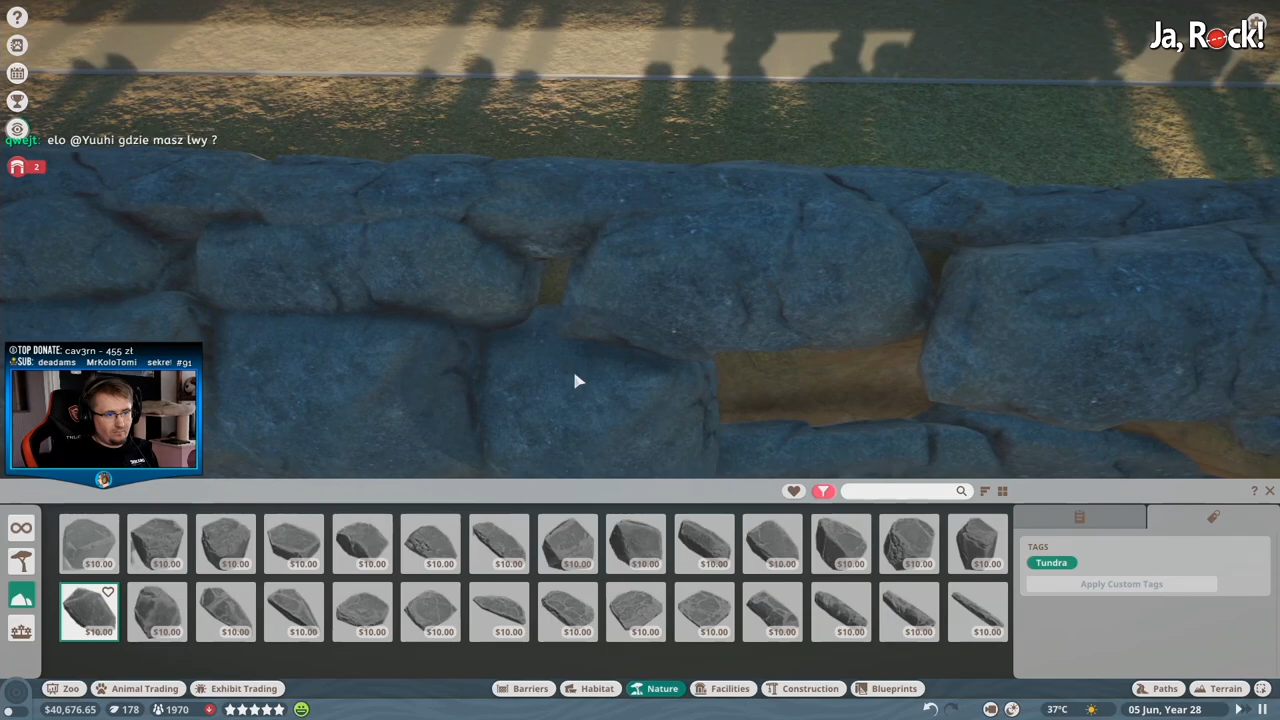 Ja, Rock!
qwejt: elo @Yuuhi gdzie masz lwy ?
2
TOP DONATE: cav3rn - 455 zł
SUB: deadams MrKoloTomi sekre! #91
TAGS
Tundra
Apply Custom Tags
$10.00 $10.00 $10.00 $10.00 $10.00 $10.00 $10.00 $10.00 $10.00 $10.00 $10.00 $10.00 $10.00 $10.00
$10.00 $10.00 $10.00 $10.00 $10.00 $10.00 $10.00 $10.00 $10.00 $10.00 $10.00 $10.00 $10.00 $10.00
Zoo Animal Trading Exhibit Trading Barriers Habitat Nature Facilities Construction Blueprints Paths Terrain
$40,676.65 178 1970 37°C 05 Jun, Year 28